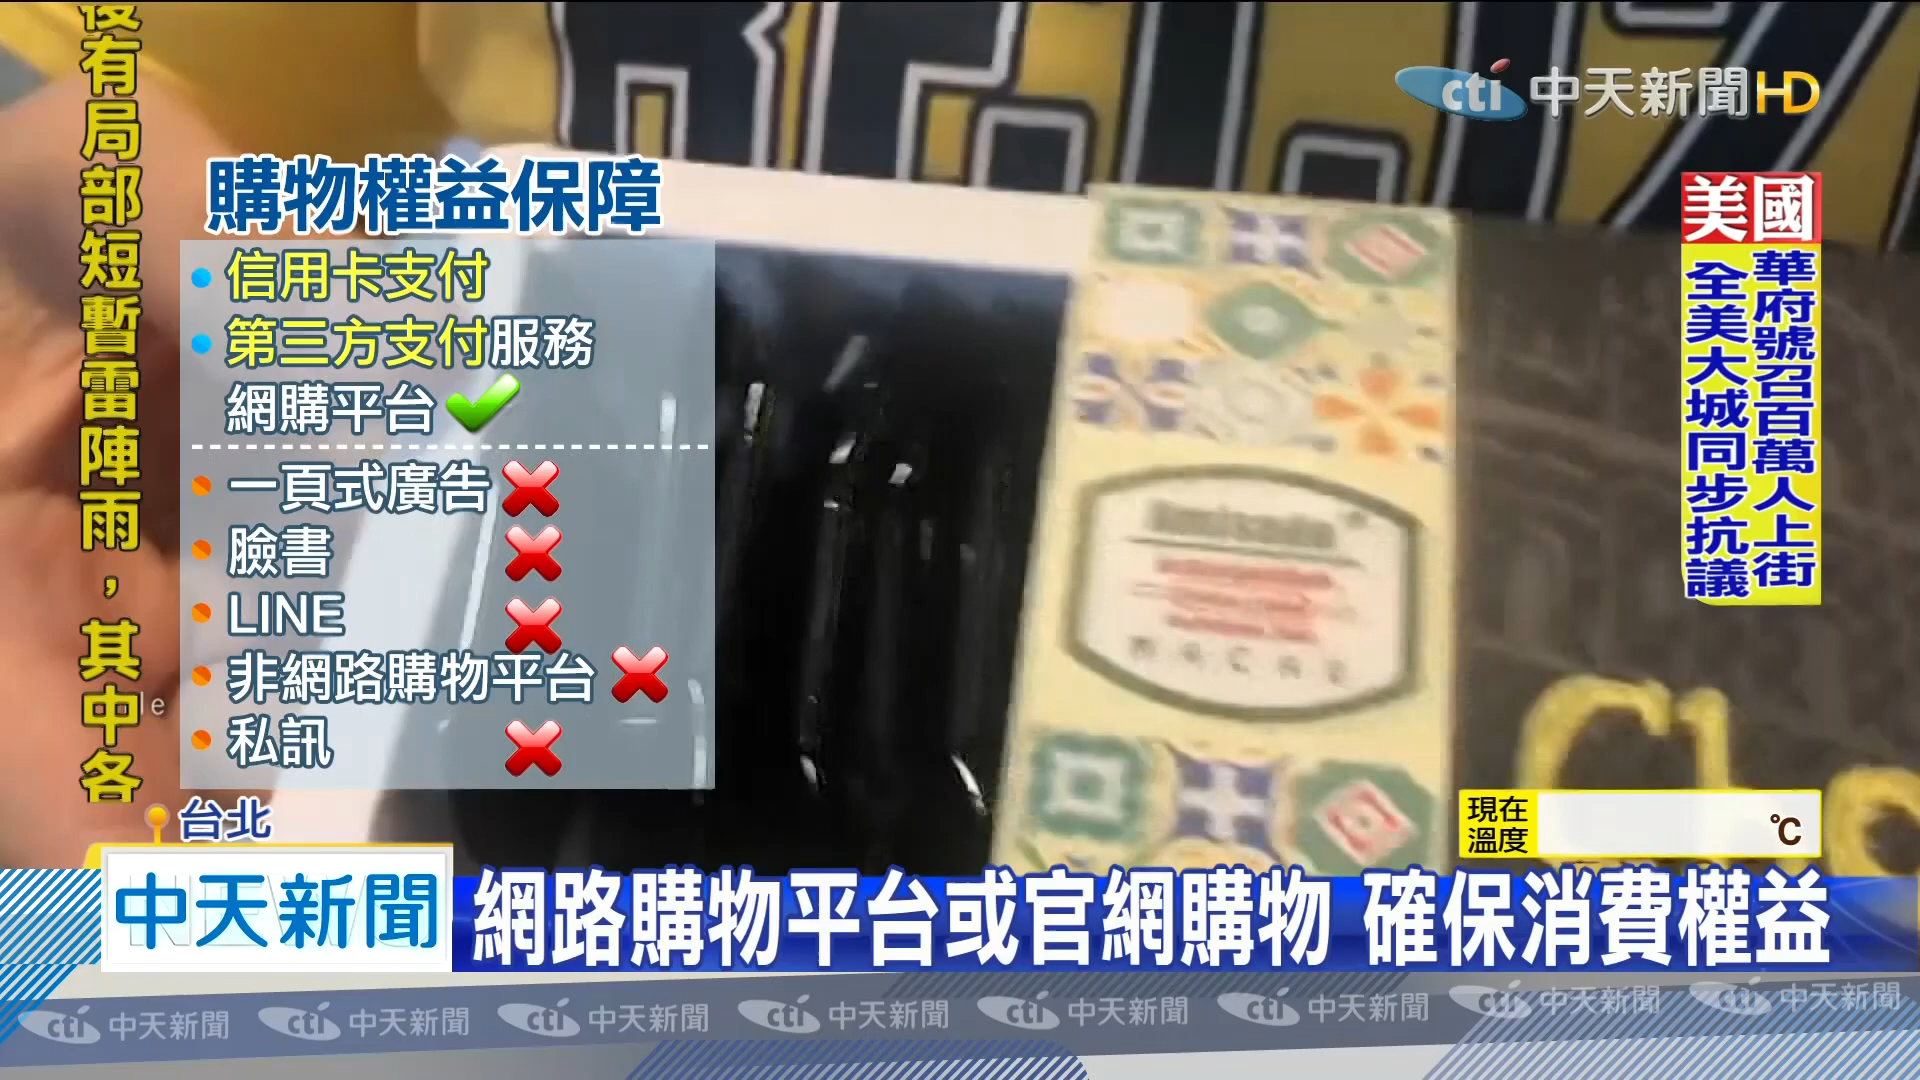 沒有局部短暫雷陣雨，其中各
cti 中天新聞HD
購物權益保障
信用卡支付
第三方支付服務
網購平台
一頁式廣告
臉書
LINE
非網路購物平台
私訊
美國
華府號召百萬人上街
全美大城同步抗議
le
台北
現在
溫度
℃
中天新聞
網路購物平台或官網購物 確保消費權益
cti 中天新聞 cti 中天新聞 cti 中天新聞 cti 中天新聞 cti 中天新聞 cti 中天新聞 cti 中天新聞 cti 中天新聞